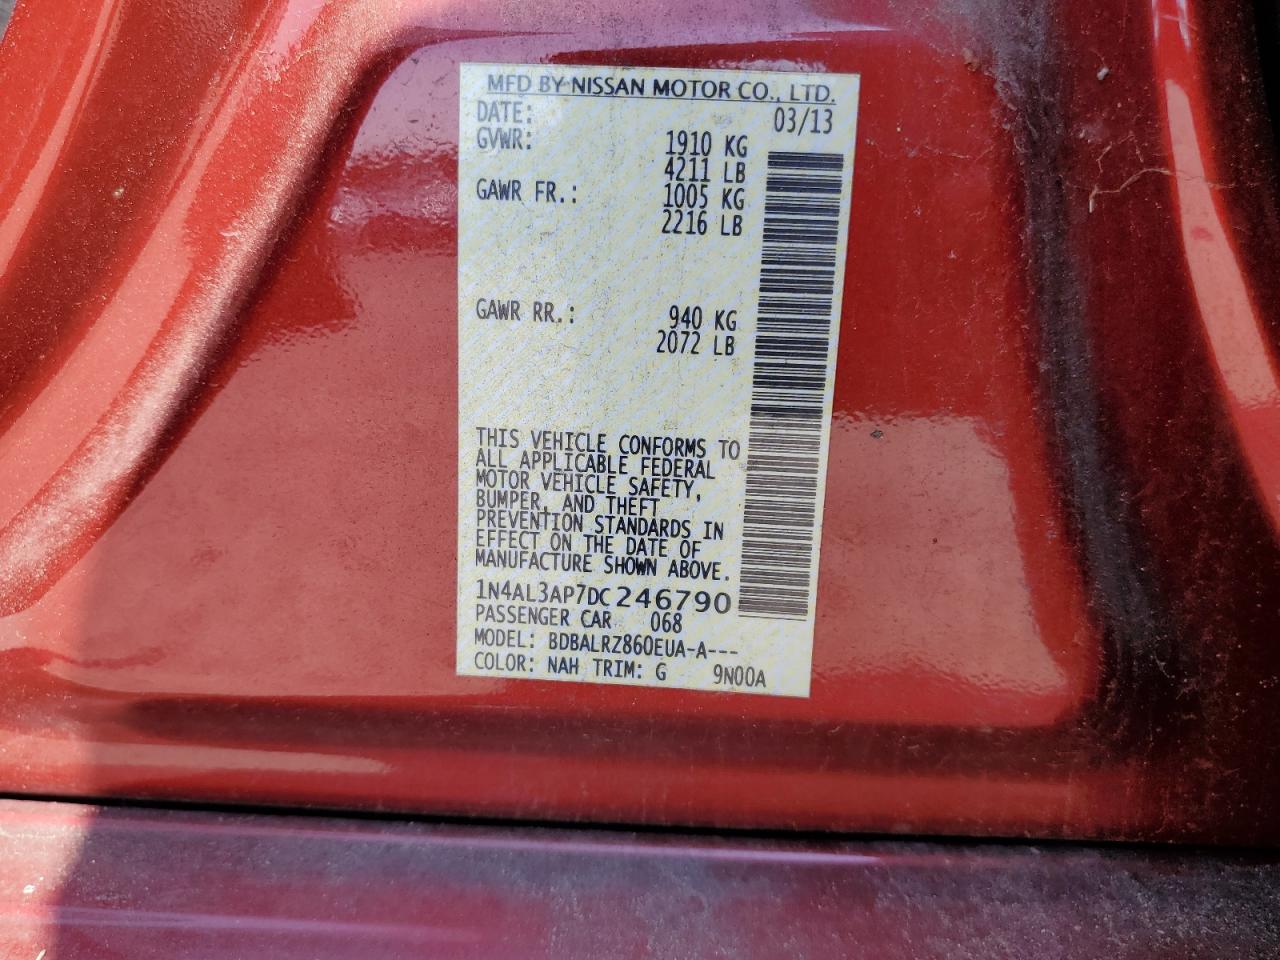 MFD BY NISSAN MOTOR CO., LTD.
DATE: 03/13
GVWR: 1910 KG
4211 LB
GAWR FR.: 1005 KG
2216 LB
GAWR RR.: 940 KG
2072 LB
THIS VEHICLE CONFORMS TO
ALL APPLICABLE FEDERAL
MOTOR VEHICLE SAFETY,
BUMPER, AND THEFT
PREVENTION STANDARDS IN
EFFECT ON THE DATE OF
MANUFACTURE SHOWN ABOVE.
1N4AL3AP7DC246790
PASSENGER CAR 068
MODEL: BDBALRZ860EUA-A---
COLOR: NAH TRIM: G 9N00A